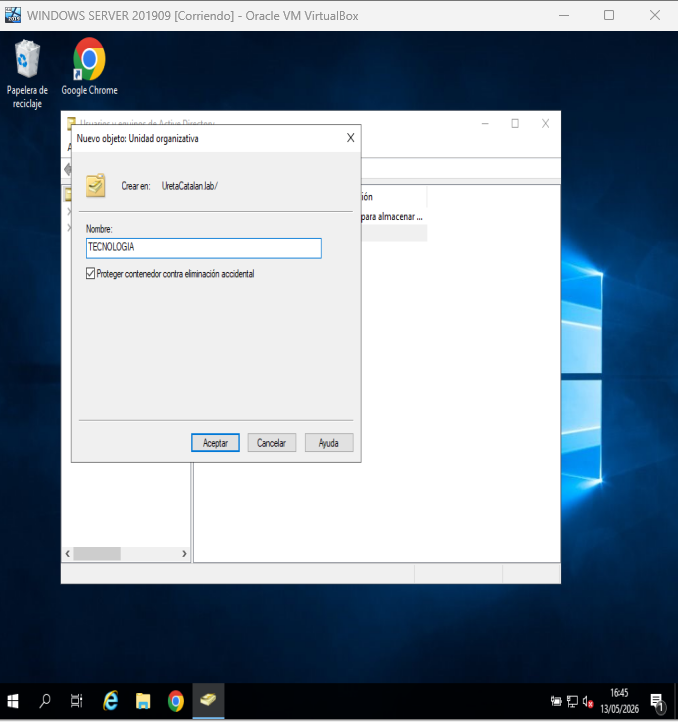 WINDOWS SERVER 201909 [Corriendo] - Oracle VM VirtualBox
Papelera de
reciclaje
Google Chrome
Usuarios y equipos de Active Directory
Nuevo objeto: Unidad organizativa
Crear en: UretaCatalan.lab/
ión
para almacenar ...
Nombre:
TECNOLOGIA
Proteger contenedor contra eliminación accidental
Aceptar
Cancelar
Ayuda
16:45
13/05/2026
1